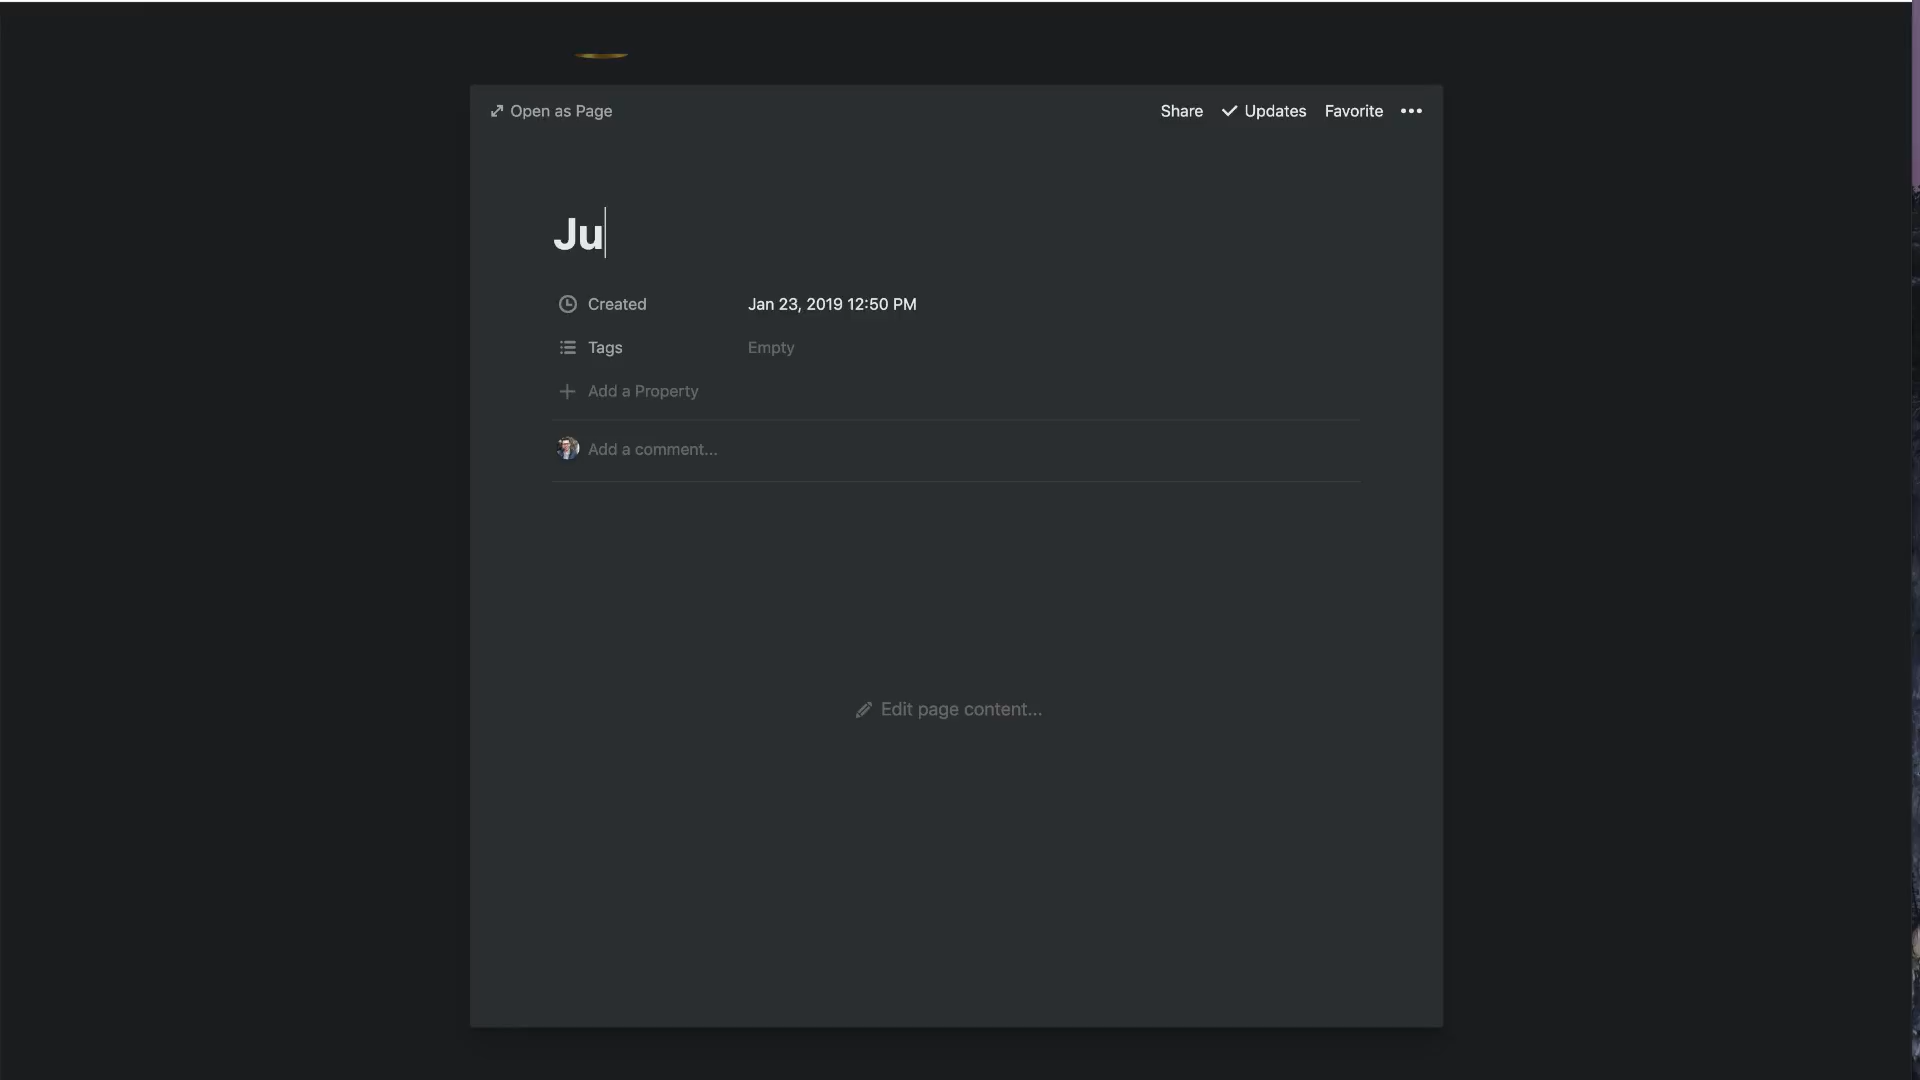 Open as Page
Share Updates Favorite
Ju
Created Jan 23, 2019 12:50 PM
Tags Empty
Add a Property
Add a comment...
Edit page content...